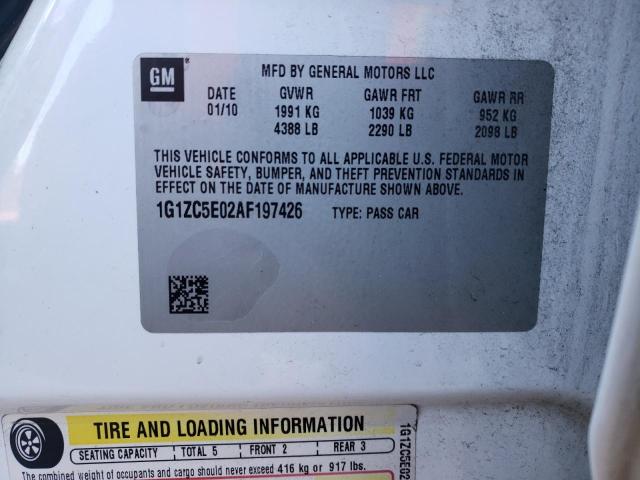 GM
MFD BY GENERAL MOTORS LLC
DATE GVWR GAWR FRT GAWR RR
01/10 1991 KG 1039 KG 952 KG
4388 LB 2290 LB 2098 LB
THIS VEHICLE CONFORMS TO ALL APPLICABLE U.S. FEDERAL MOTOR
VEHICLE SAFETY, BUMPER, AND THEFT PREVENTION STANDARDS IN
EFFECT ON THE DATE OF MANUFACTURE SHOWN ABOVE.
1G1ZC5E02AF197426 TYPE: PASS CAR
TIRE AND LOADING INFORMATION
SEATING CAPACITY TOTAL 5 FRONT 2 REAR 3
The combined weight of occupants and cargo should never exceed 416 kg or 917 lbs.
1G1ZC5E02